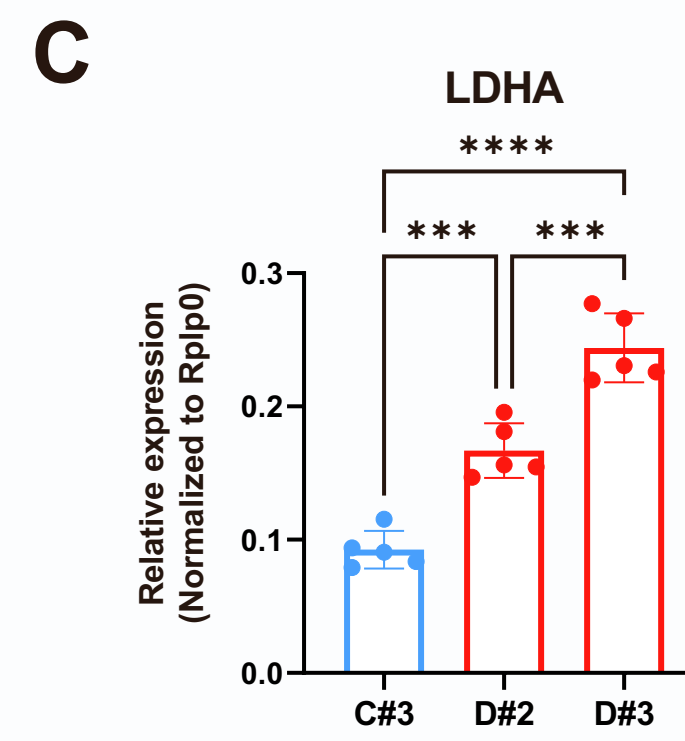 C
LDHA
****
*** ***
0.3
0.2
0.1
0.0
Relative expression
(Normalized to Rplp0)
C#3 D#2 D#3